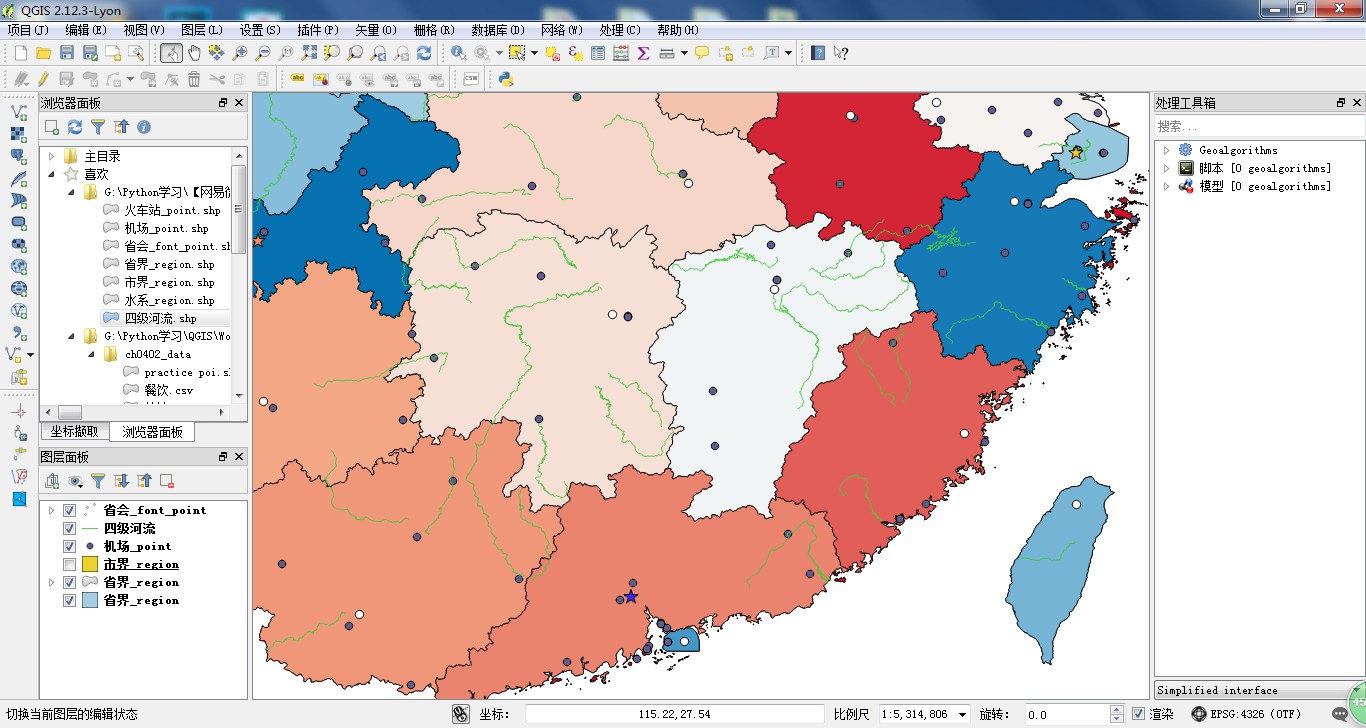 QGIS 2.12.3-Lyon
项目(J) 编辑(E) 视图(V) 图层(L) 设置(S) 插件(P) 矢量(O) 栅格(R) 数据库(D) 网络(W) 处理(C) 帮助(H)
浏览器面板
主目录
喜欢
G:\Python学习\【网易
火车站_point.shp
机场_point.shp
省会_font_point.sh
省界_region.shp
市界_region.shp
水系_region.shp
四级河流.shp
G:\Python学习\QGIS\Wo
ch0402_data
practice poi.s
餐饮.csv
坐标撷取 浏览器面板
图层面板
省会_font_point
四级河流
机场_point
市界_region
省界_region
省界_region
abc
CSW
处理工具箱
搜索...
Geoalgorithms
脚本 [0 geoalgorithms]
模型 [0 geoalgorithms]
Simplified interface
45
切换当前图层的编辑状态 坐标: 115.22,27.54 比例尺 1:5,314,806 旋转: 0.0 渲染 EPSG:4326 (OTF)